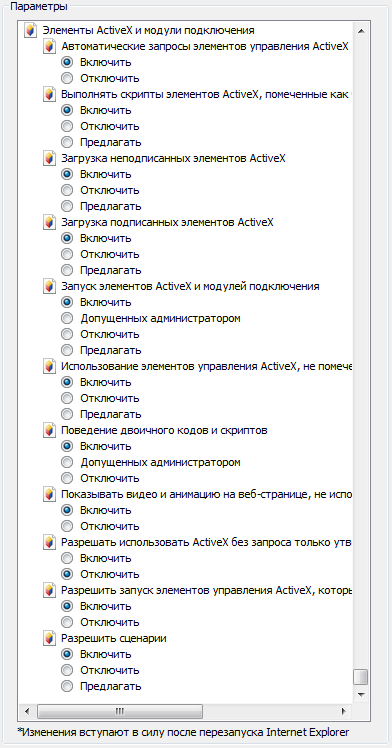 Параметры
Элементы ActiveX и модули подключения
Автоматические запросы элементов управления ActiveX
Включить
Отключить
Выполнять скрипты элементов ActiveX, помеченные как
Включить
Отключить
Предлагать
Загрузка неподписанных элементов ActiveX
Включить
Отключить
Предлагать
Загрузка подписанных элементов ActiveX
Включить
Отключить
Предлагать
Запуск элементов ActiveX и модулей подключения
Включить
Допущенных администратором
Отключить
Предлагать
Использование элементов управления ActiveX, не помече
Включить
Отключить
Предлагать
Поведение двоичного кодов и скриптов
Включить
Допущенных администратором
Отключить
Показывать видео и анимацию на веб-странице, не испо
Включить
Отключить
Разрешать использовать ActiveX без запроса только утв
Включить
Отключить
Разрешить запуск элементов управления ActiveX, которы
Включить
Отключить
Разрешить сценарии
Включить
Отключить
Предлагать
*Изменения вступают в силу после перезапуска Internet Explorer